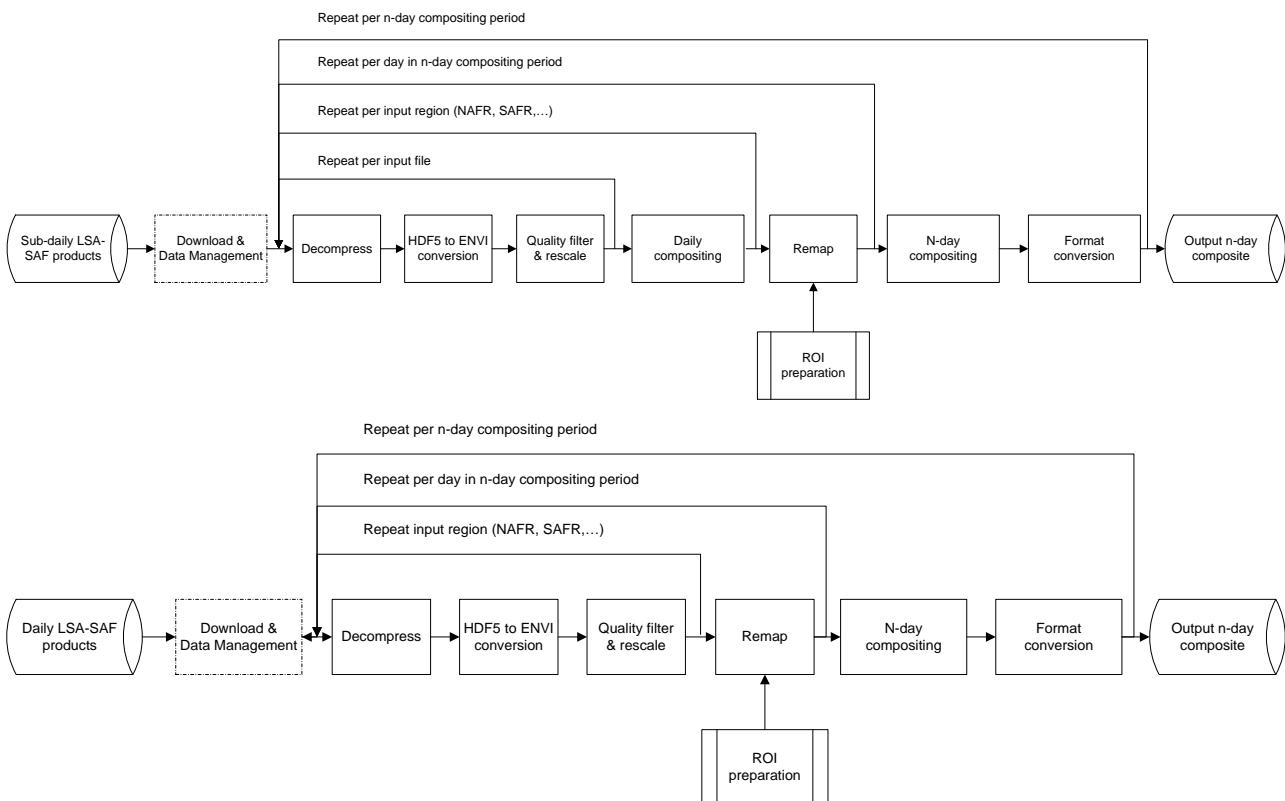 Repeat per n-day compositing period
Repeat per day in n-day compositing period
Repeat per input region (NAFR, SAFR,…)
Repeat per input file
Sub-daily LSA-
SAF products
Download &
Data Management
Decompress
HDF5 to ENVI
conversion
Quality filter
& rescale
Daily
compositing
Remap
N-day
compositing
Format
conversion
Output n-day
composite
ROI
preparation
Repeat per n-day compositing period
Repeat per day in n-day compositing period
Repeat input region (NAFR, SAFR,…)
Daily LSA-SAF
products
Download &
Data Management
Decompress
HDF5 to ENVI
conversion
Quality filter
& rescale
Remap
N-day
compositing
Format
conversion
Output n-day
composite
ROI
preparation